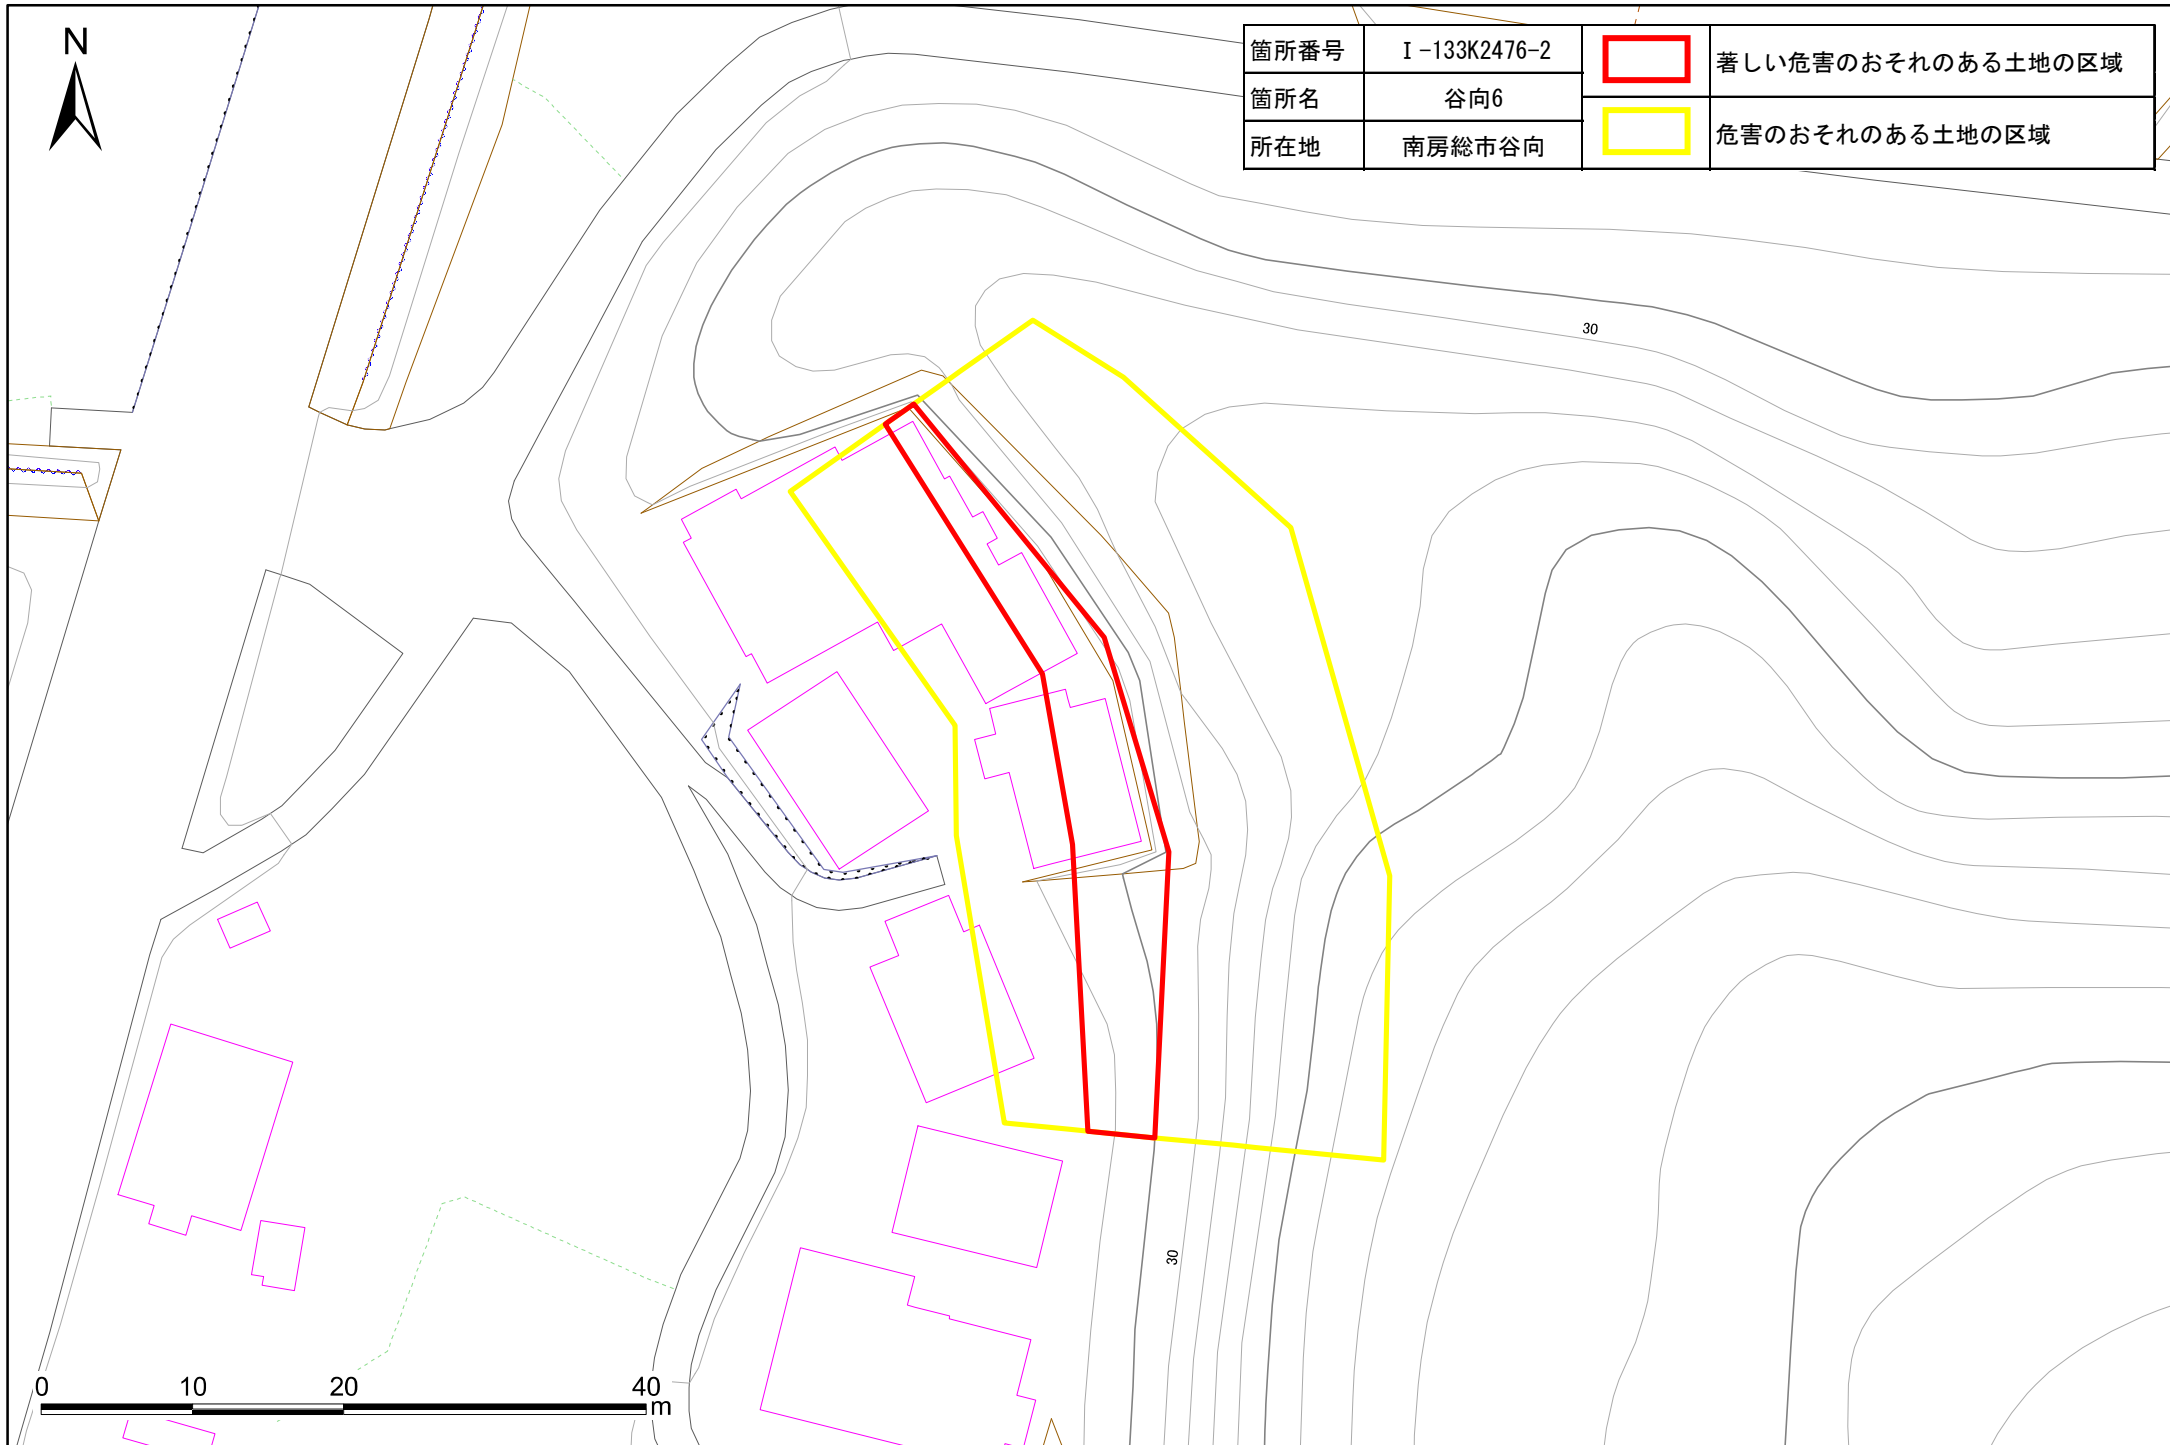 N
箇所番号 Ⅰ-133K2476-2 著しい危害のおそれのある土地の区域
箇所名 谷向6
危害のおそれのある土地の区域
所在地 南房総市谷向
30
30
0 10 20 40
m